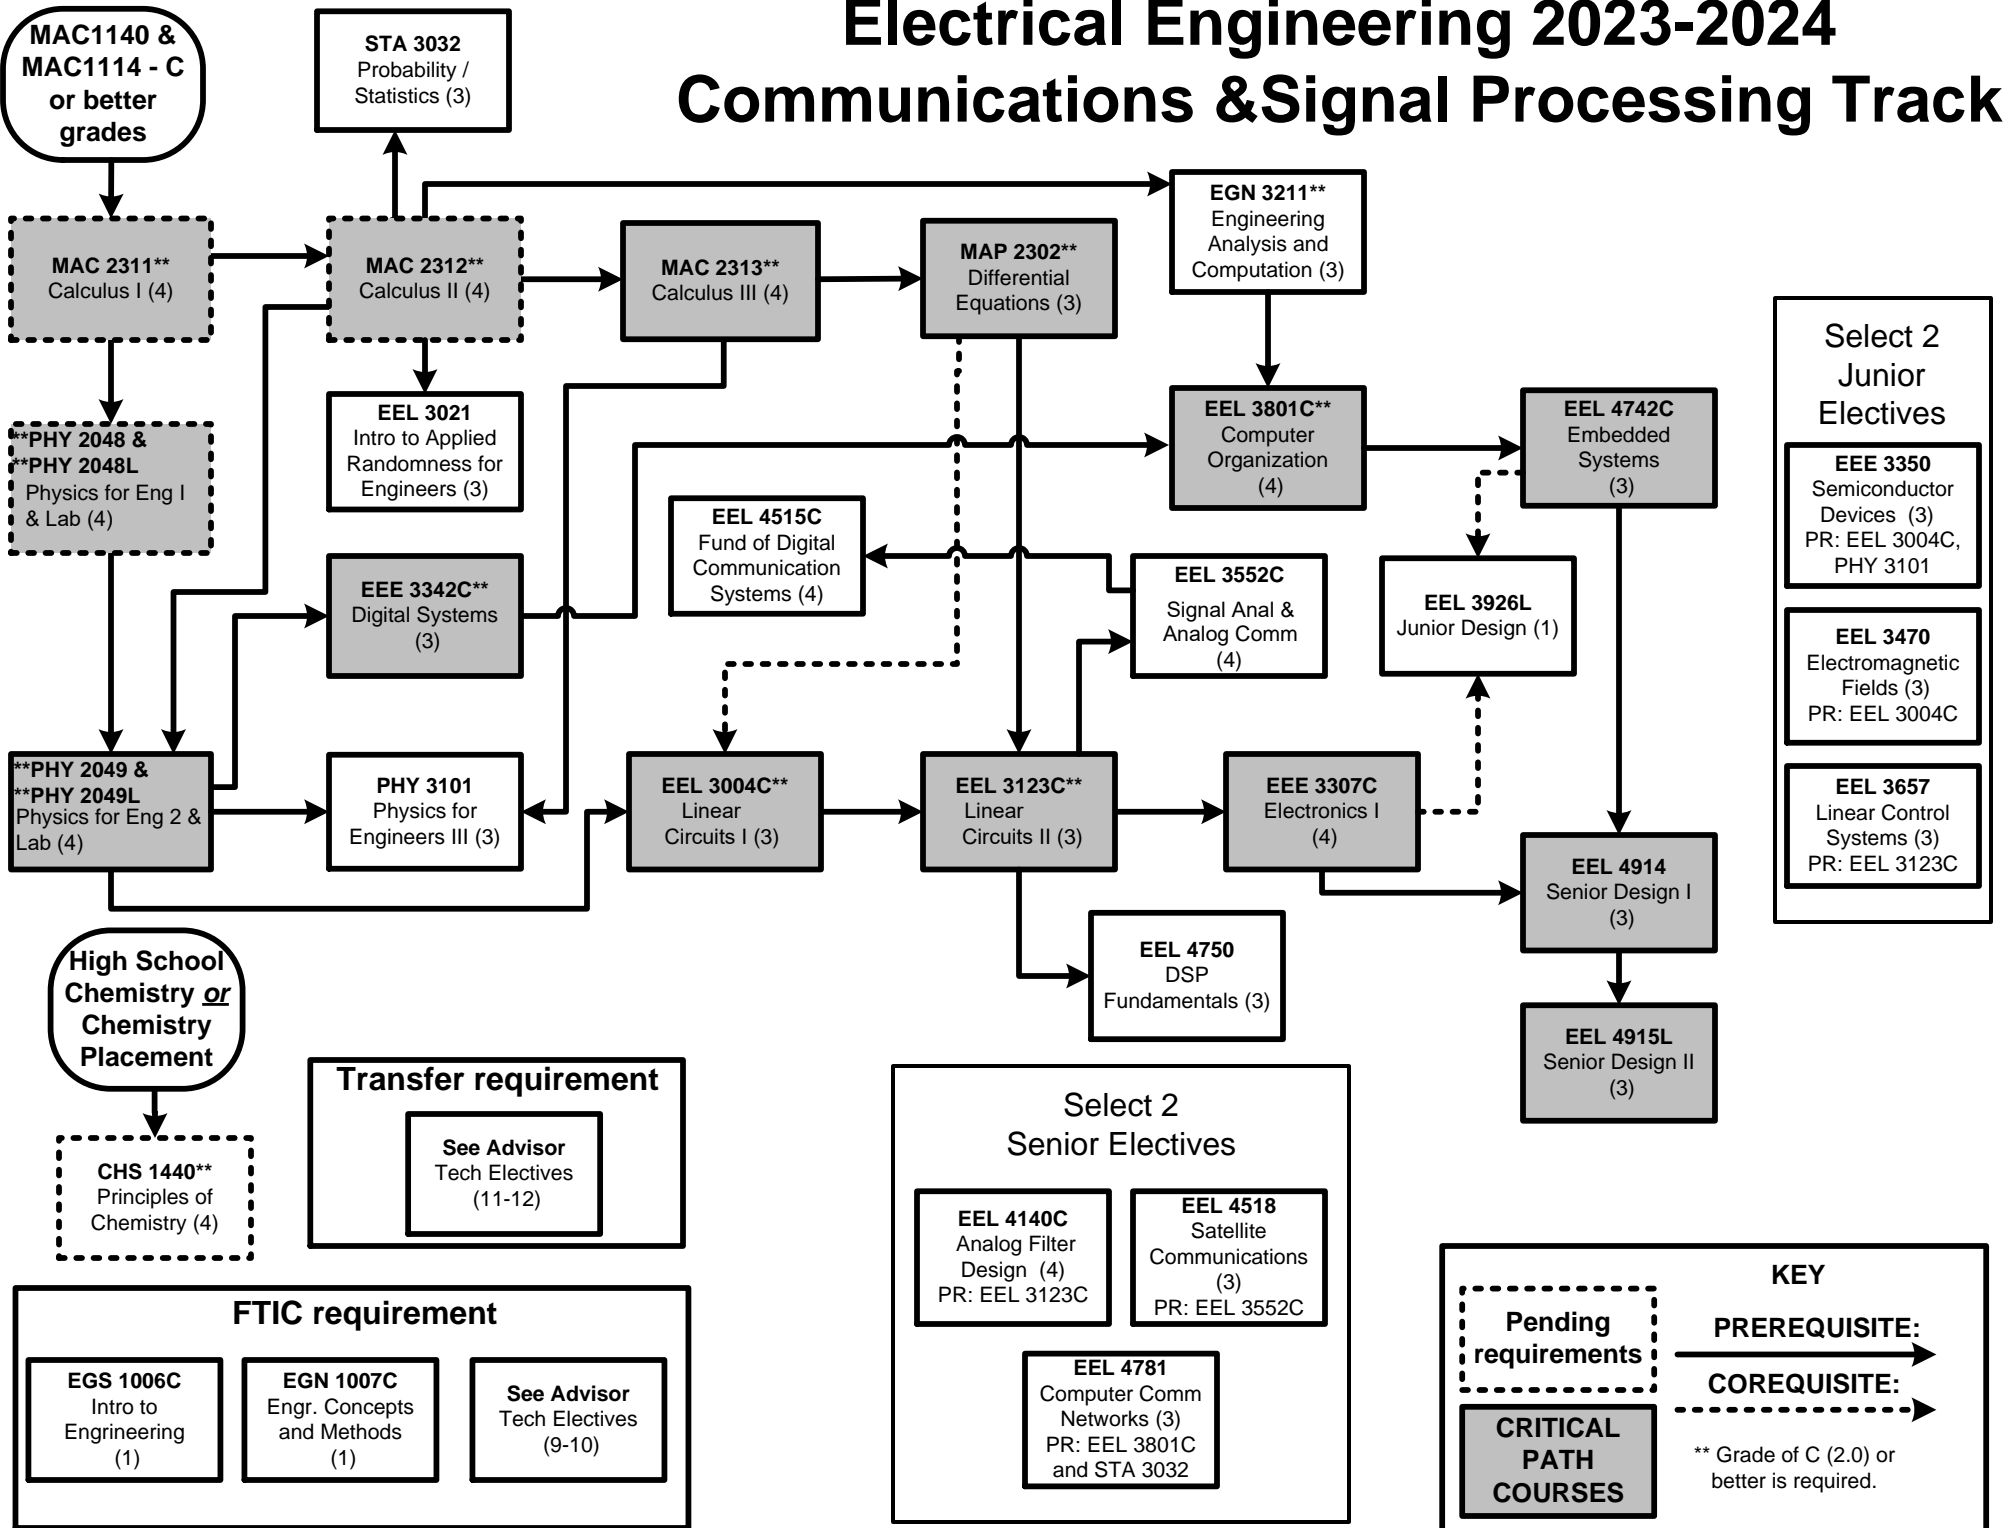 Electrical Engineering 2023-2024
Communications &Signal Processing Track
MAC1140 &
MAC1114 - C
or better
grades
STA 3032
Probability /
Statistics (3)
EGN 3211**
Engineering
Analysis and
Computation (3)
MAC 2311**
Calculus I (4)
MAC 2312**
Calculus II (4)
MAC 2313**
Calculus III (4)
MAP 2302**
Differential
Equations (3)
Select 2
Junior
Electives
EEE 3350
Semiconductor
Devices (3)
PR: EEL 3004C,
PHY 3101
EEL 3470
Electromagnetic
Fields (3)
PR: EEL 3004C
EEL 3657
Linear Control
Systems (3)
PR: EEL 3123C
**PHY 2048 &
**PHY 2048L
Physics for Eng I
& Lab (4)
EEL 3021
Intro to Applied
Randomness for
Engineers (3)
EEL 3801C**
Computer
Organization
(4)
EEL 4742C
Embedded
Systems
(3)
EEL 4515C
Fund of Digital
Communication
Systems (4)
EEE 3342C**
Digital Systems
(3)
EEL 3552C
Signal Anal &
Analog Comm
(4)
EEL 3926L
Junior Design (1)
**PHY 2049 &
**PHY 2049L
Physics for Eng 2 &
Lab (4)
PHY 3101
Physics for
Engineers III (3)
EEL 3004C**
Linear
Circuits I (3)
EEL 3123C**
Linear
Circuits II (3)
EEE 3307C
Electronics I
(4)
EEL 4914
Senior Design I
(3)
EEL 4750
DSP
Fundamentals (3)
EEL 4915L
Senior Design II
(3)
High School
Chemistry or
Chemistry
Placement
CHS 1440**
Principles of
Chemistry (4)
Transfer requirement
See Advisor
Tech Electives
(11-12)
FTIC requirement
EGS 1006C
Intro to
Engrineering
(1)
EGN 1007C
Engr. Concepts
and Methods
(1)
See Advisor
Tech Electives
(9-10)
Select 2
Senior Electives
EEL 4140C
Analog Filter
Design (4)
PR: EEL 3123C
EEL 4518
Satellite
Communications
(3)
PR: EEL 3552C
EEL 4781
Computer Comm
Networks (3)
PR: EEL 3801C
and STA 3032
KEY
Pending
requirements
PREREQUISITE:
COREQUISITE:
CRITICAL
PATH
COURSES
** Grade of C (2.0) or
better is required.